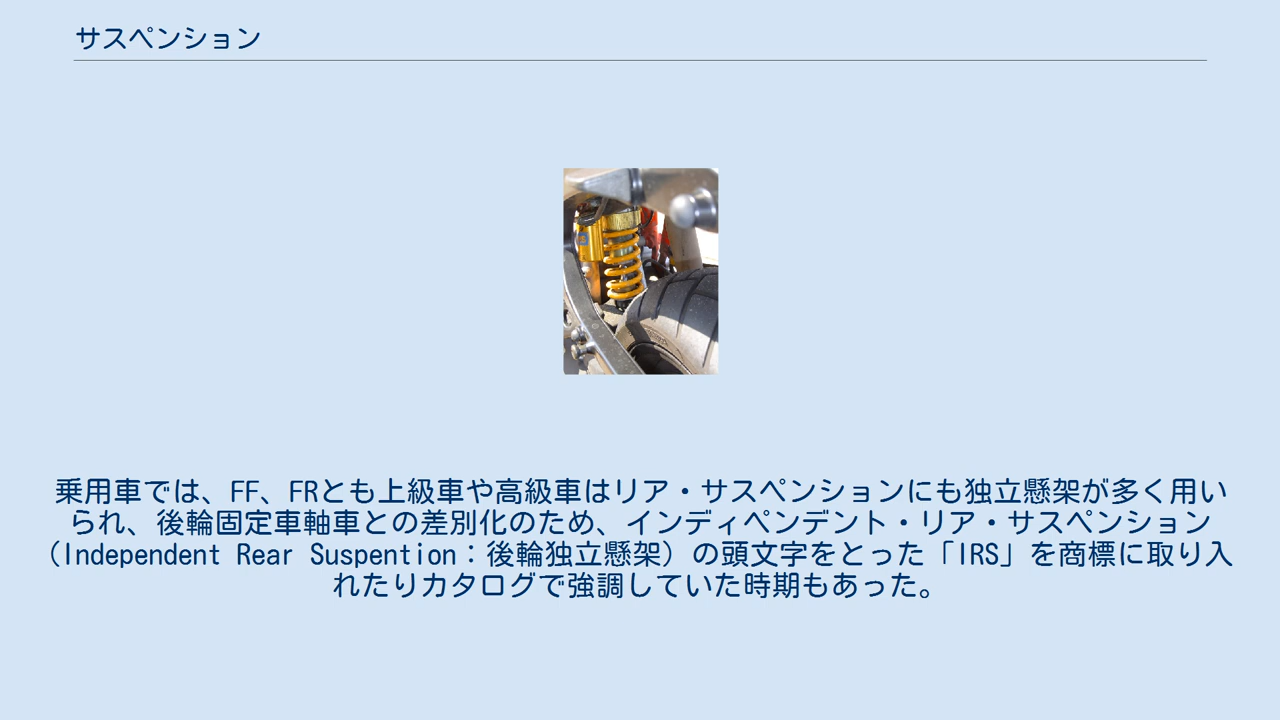 サスペンション
乗用車では、FF、FRとも上級車や高級車はリア・サスペンションにも独立懸架が多く用い
られ、後輪固定車軸車との差別化のため、インディペンデント・リア・サスペンション
（Independent Rear Suspention：後輪独立懸架）の頭文字をとった「IRS」を商標に取り入
れたりカタログで強調していた時期もあった。